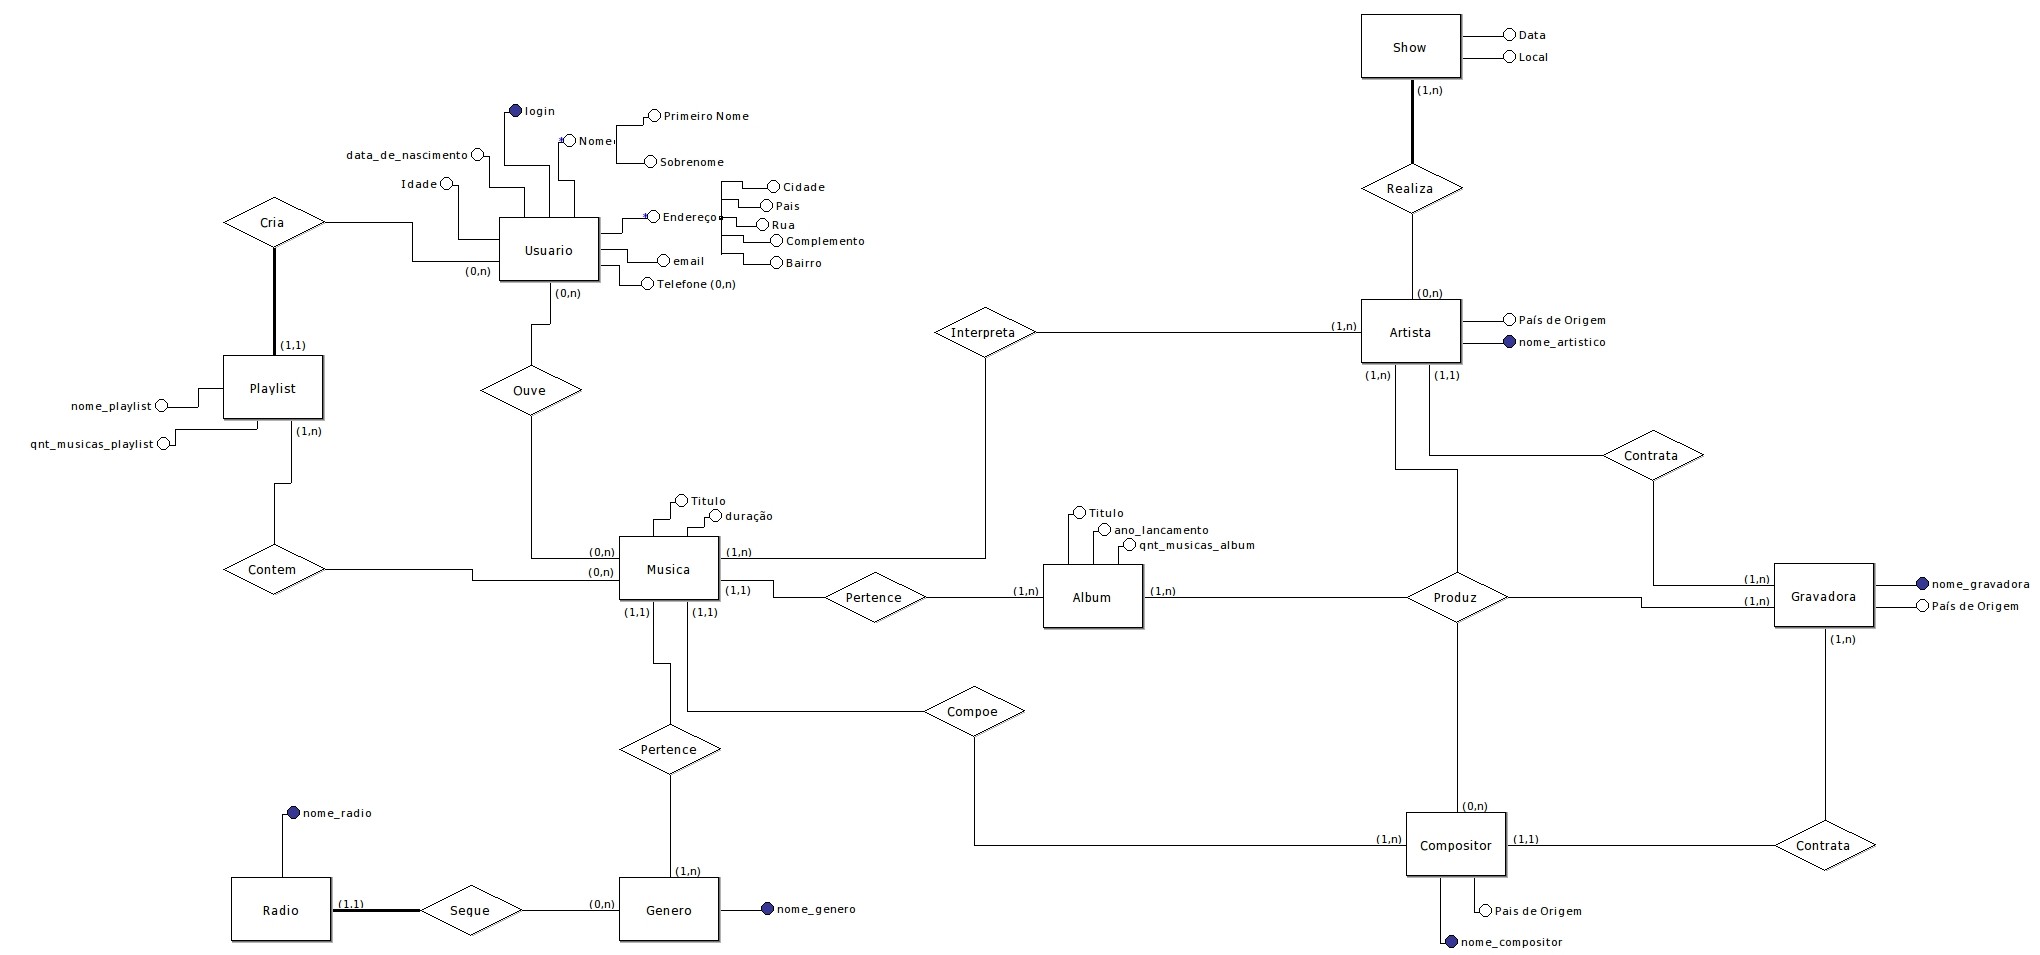 Show
Data
Local
(1,n)
login
Primeiro Nome
Nome
data_de_nascimento
Sobrenome
Idade
Cidade
Pais
Realiza
Endereço
Rua
Cria
Complemento
Usuario
email
Bairro
(0,n)
Telefone (0,n)
(0,n)
(0,n)
País de Origem
Interpreta
(1,n)
Artista
nome_artistico
(1,1)
(1,n)
(1,1)
Playlist
Ouve
nome_playlist
(1,n)
qnt_musicas_playlist
Contrata
Titulo
duração
Titulo
ano_lancamento
qnt_musicas_album
(0,n)
(1,n)
Contem
(0,n)
Musica
(1,n)
nome_gravadora
(1,1)
Pertence
(1,n)
Album
(1,n)
Produz
(1,n)
Gravadora
País de Origem
(1,1)
(1,1)
(1,n)
Compoe
Pertence
(0,n)
nome_radio
(1,n)
Compositor
(1,1)
Contrata
(1,n)
Radio
(1,1)
Segue
(0,n)
Genero
nome_genero
Pais de Origem
nome_compositor